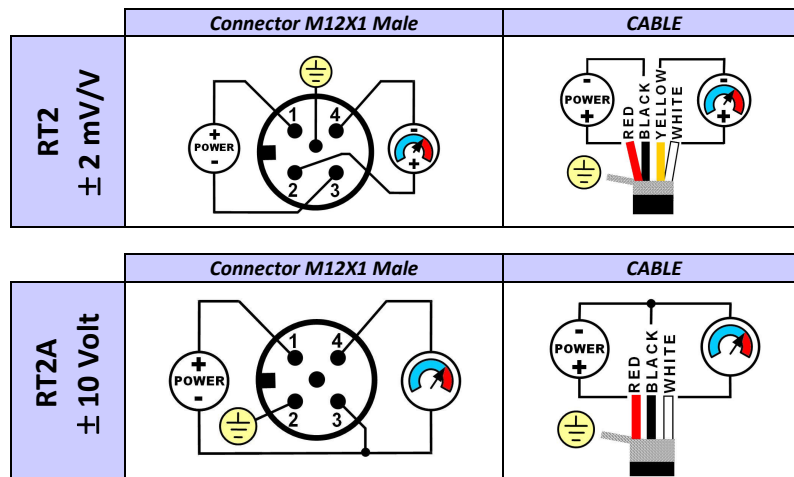 Connector M12X1 Male
CABLE
RT2
± 2 mV/V
1
4
2
3
+
POWER
-
-
+
-
POWER
+
RED
BLACK
YELLOW
WHITE
-
+
Connector M12X1 Male
CABLE
RT2A
± 10 Volt
1
4
2
3
+
POWER
-
-
POWER
+
RED
BLACK
WHITE